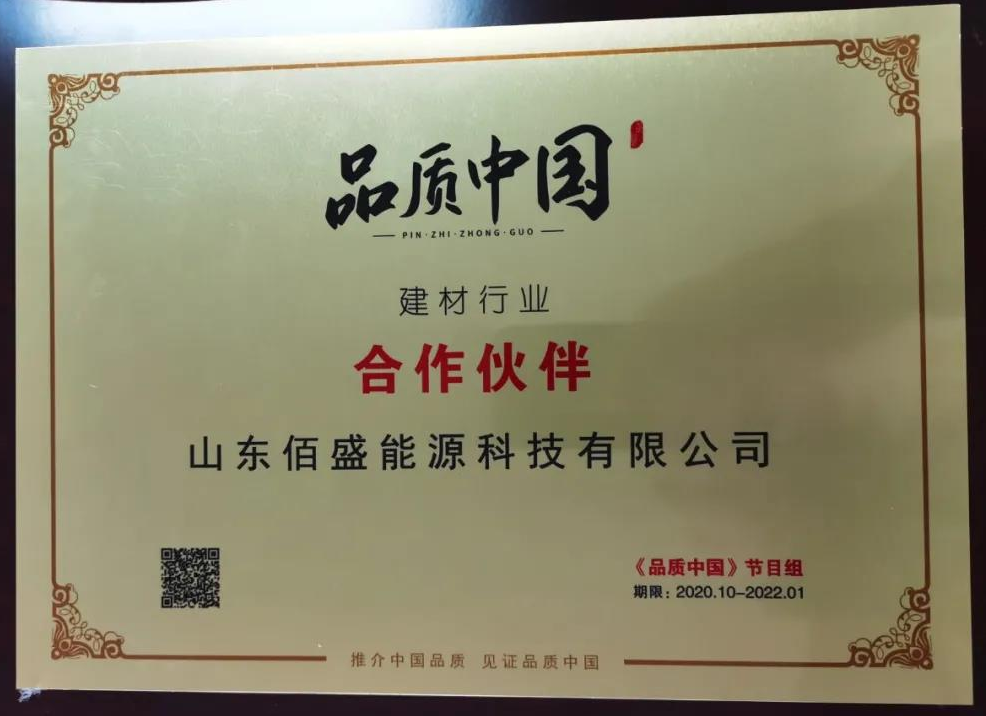 品质中国
PIN·ZHI·ZHONG·GUO
建材行业
合作伙伴
山东佰盛能源科技有限公司
《品质中国》节目组
期限：2020.10-2022.01
推介中国品质 见证品质中国